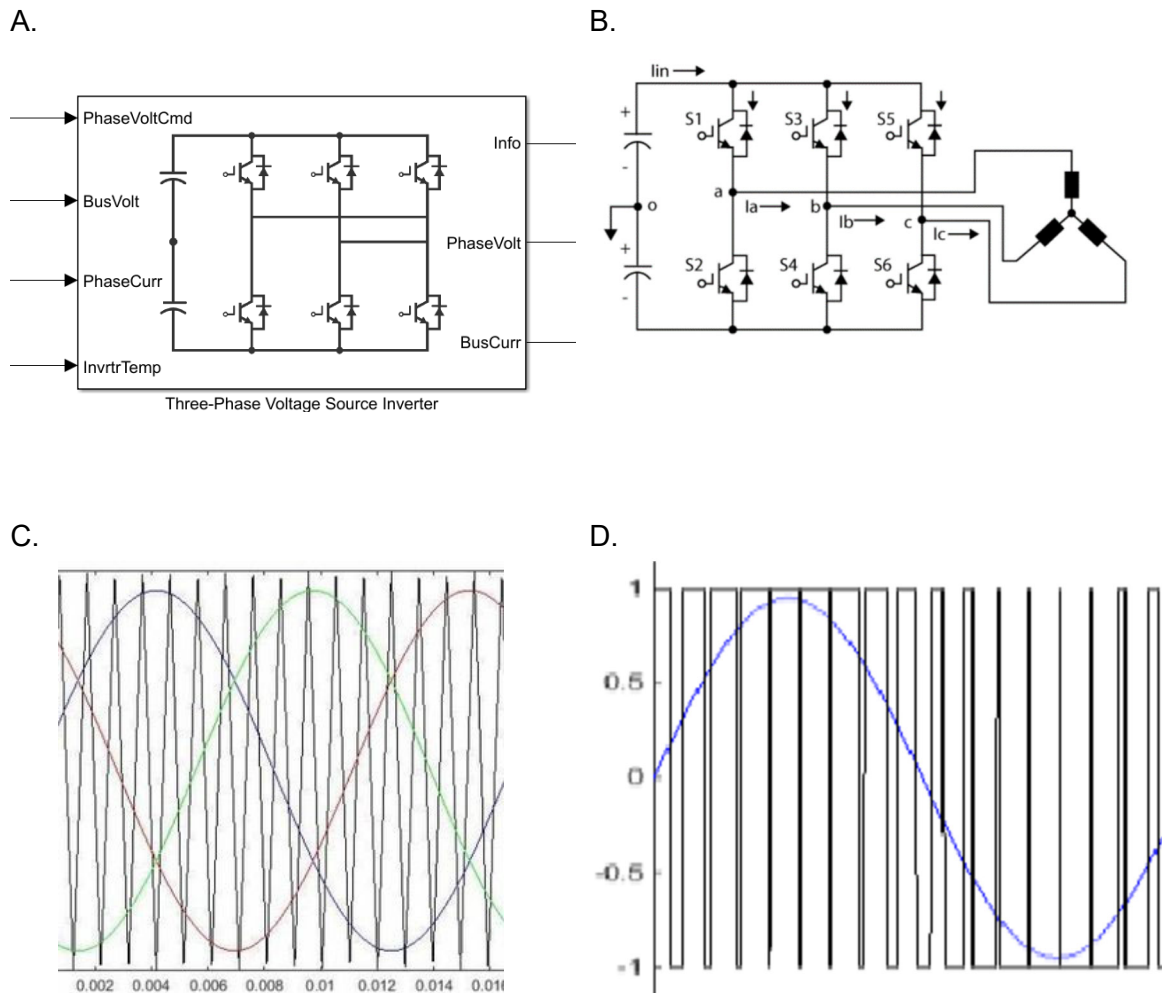 A.
PhaseVoltCmd
BusVolt
PhaseCurr
InvrtrTemp
Info
PhaseVolt
BusCurr
Three-Phase Voltage Source Inverter
B.
Iin
+
-
o
+
-
S1
S3
S5
a
Ia
b
Ib
c
Ic
S2
S4
S6
C.
0.002 0.004 0.006 0.008 0.01 0.012 0.014 0.016
D.
1
0.5
0
-0.5
-1